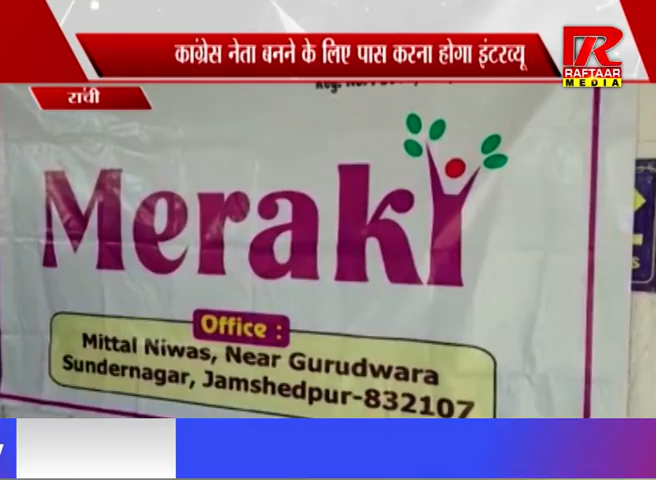 कांग्रेस नेता बनने के लिए पास करना होगा इंटरव्यू
RAFTAAR
MEDIA
रांची
Meraki
Office :
Mittal Niwas, Near Gurudwara
Sundernagar, Jamshedpur-832107